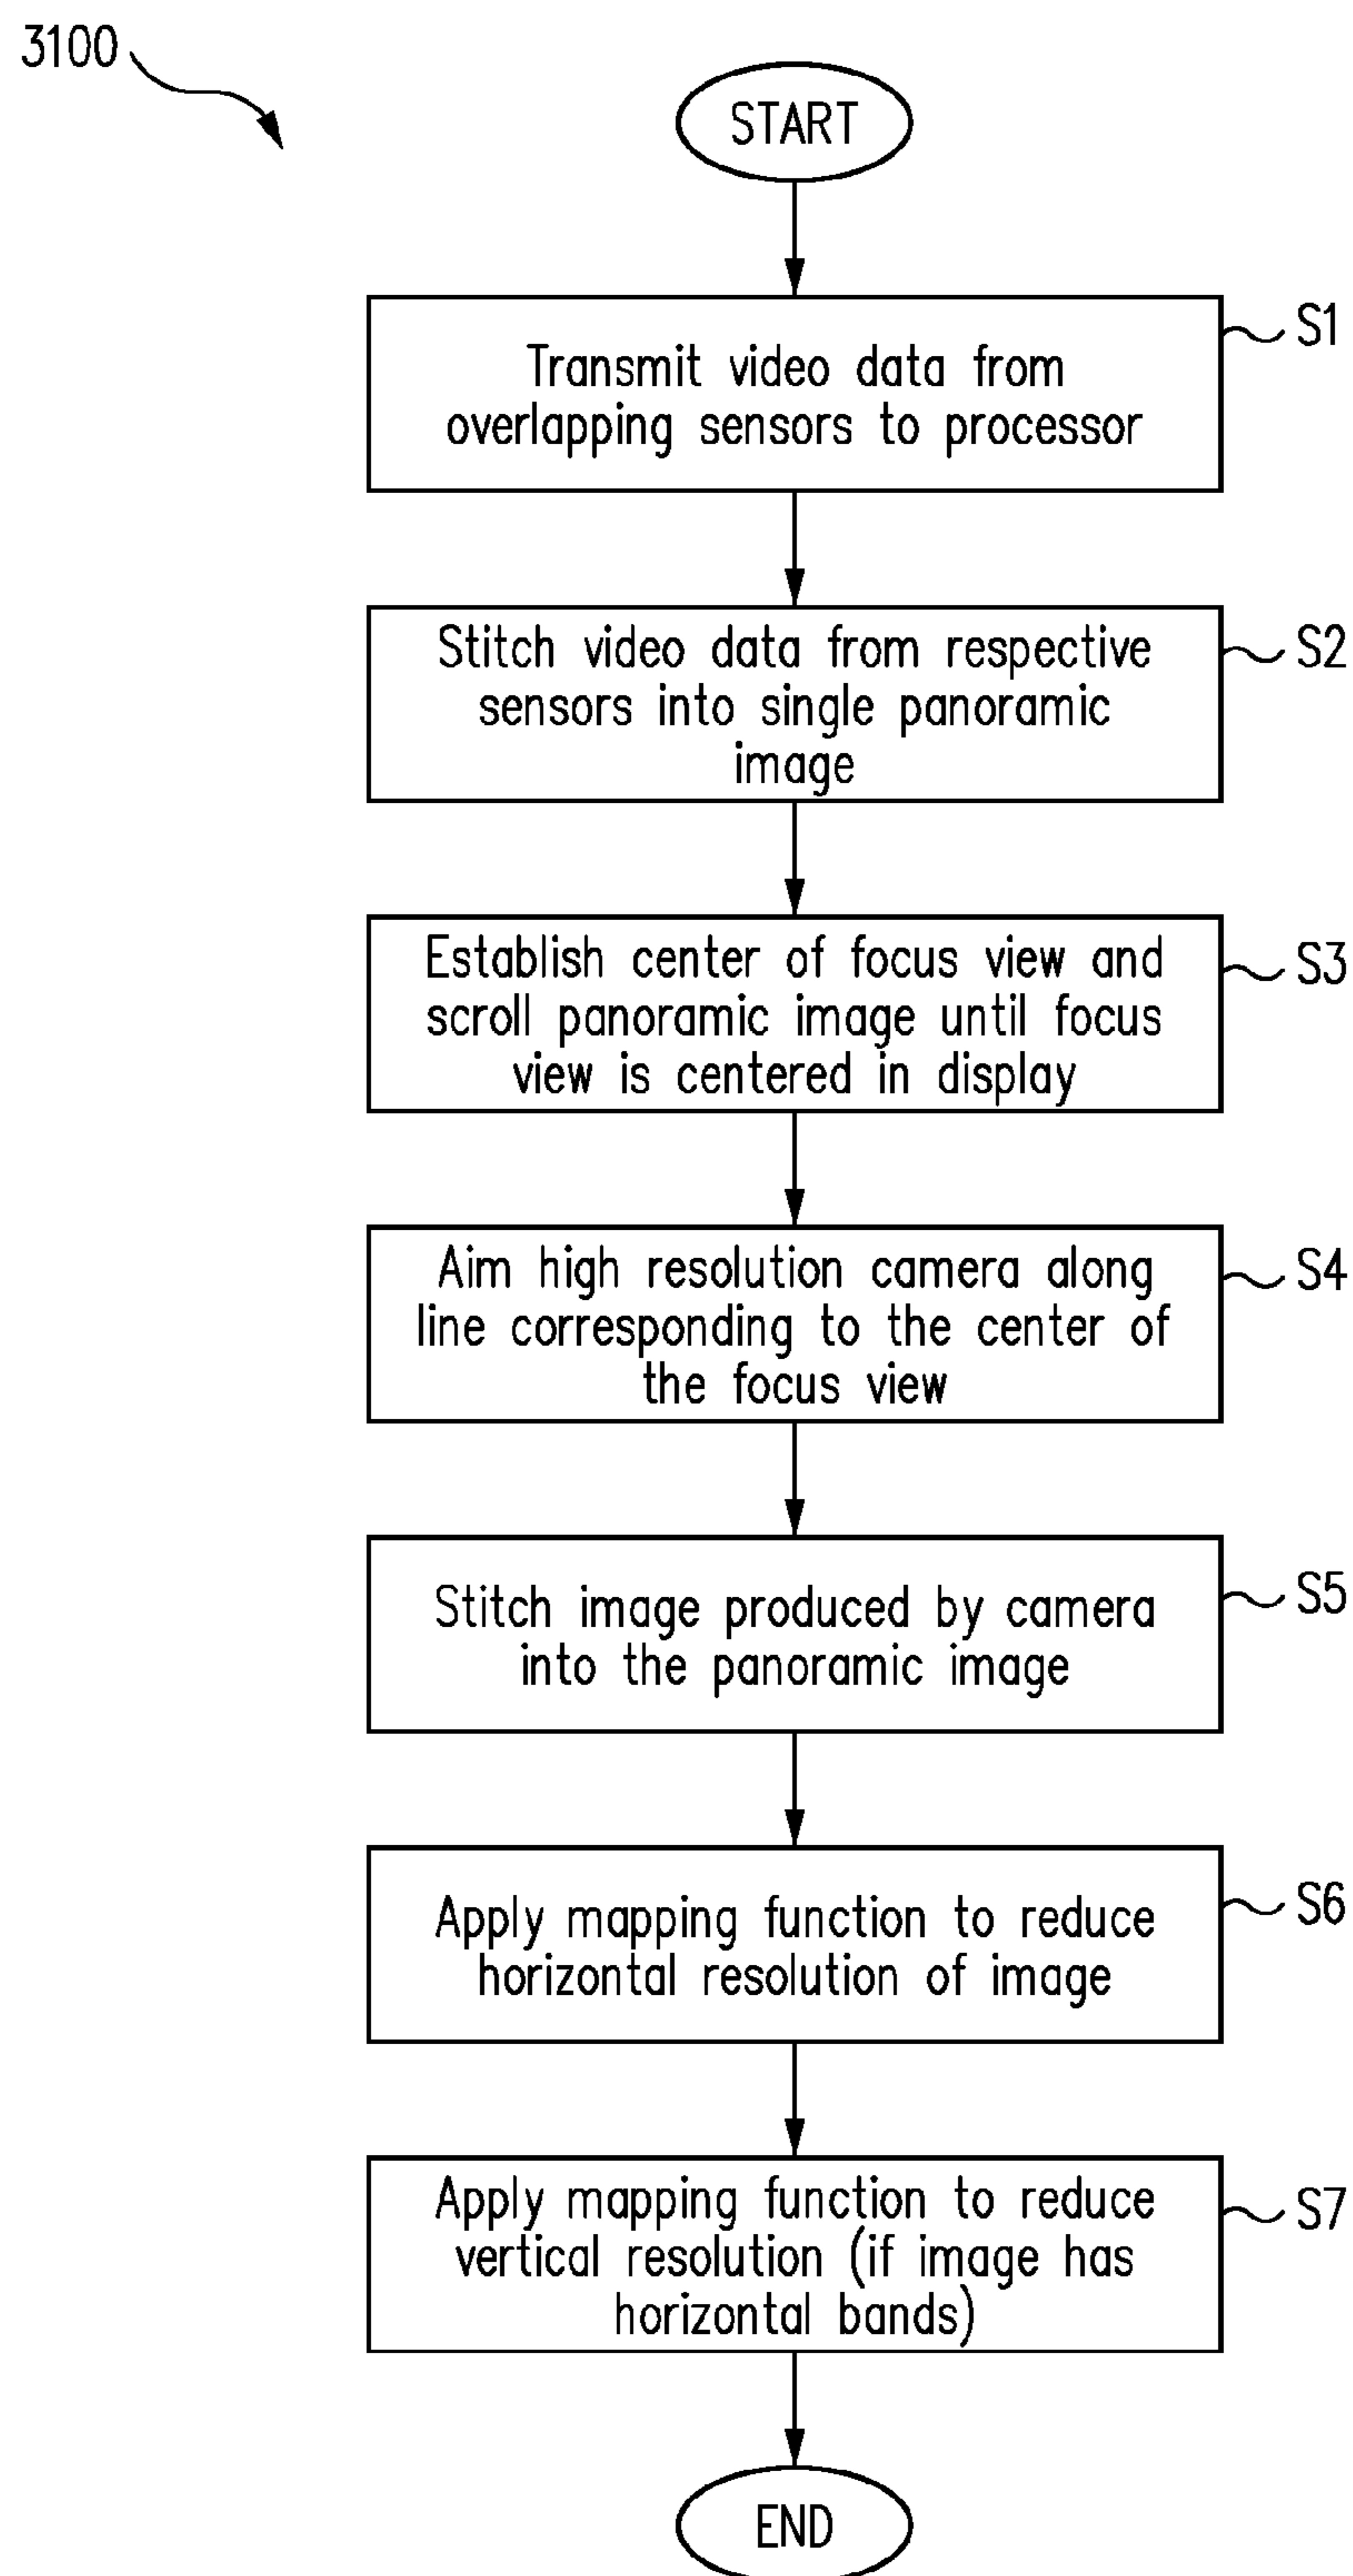 3100
START
Transmit video data from
overlapping sensors to processor
S1
Stitch video data from respective
sensors into single panoramic
image
S2
Establish center of focus view and
scroll panoramic image until focus
view is centered in display
S3
Aim high resolution camera along
line corresponding to the center of
the focus view
S4
Stitch image produced by camera
into the panoramic image
S5
Apply mapping function to reduce
horizontal resolution of image
S6
Apply mapping function to reduce
vertical resolution (if image has
horizontal bands)
S7
END